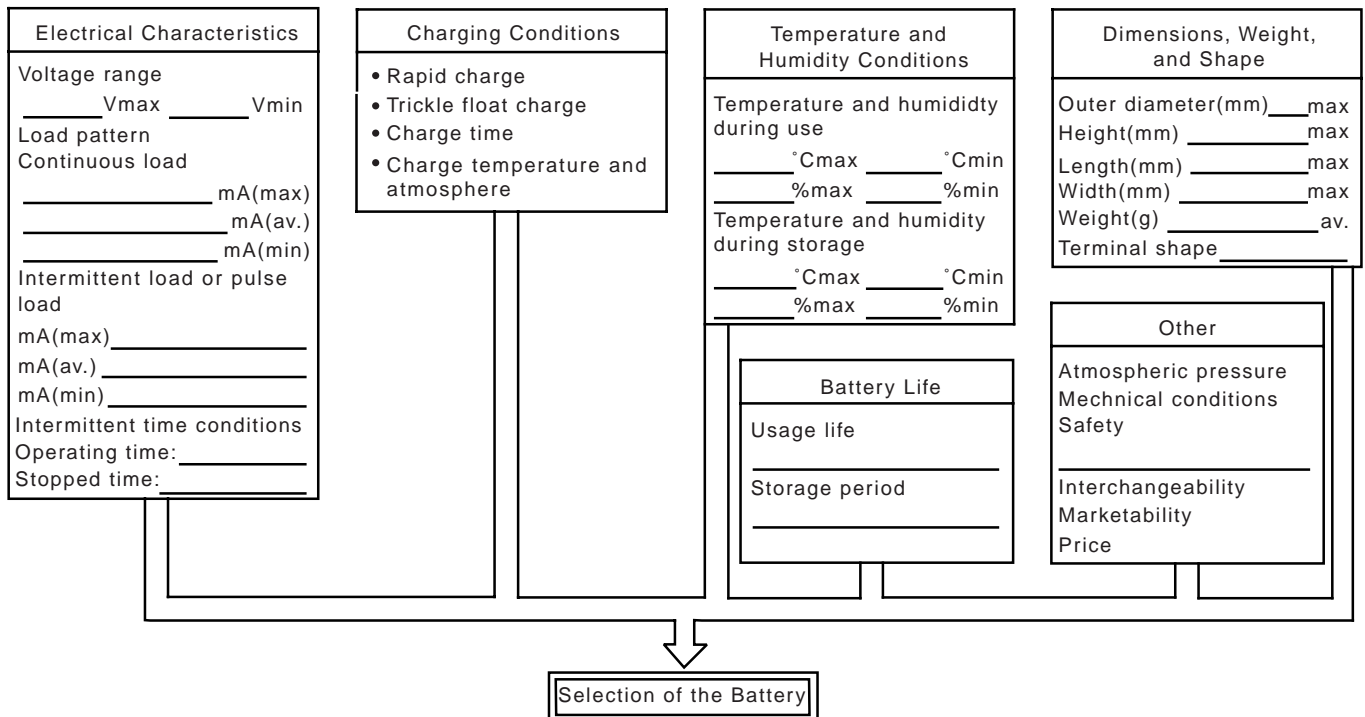 Electrical Characteristics
Voltage range
Vmax Vmin
Load pattern
Continuous load
mA(max)
mA(av.)
mA(min)
Intermittent load or pulse
load
mA(max)
mA(av.)
mA(min)
Intermittent time conditions
Operating time:
Stopped time:
Charging Conditions
• Rapid charge
• Trickle float charge
• Charge time
• Charge temperature and
atmosphere
Temperature and
Humidity Conditions
Temperature and humididty
during use
°Cmax °Cmin
%max %min
Temperature and humidity
during storage
°Cmax °Cmin
%max %min
Battery Life
Usage life
Storage period
Dimensions, Weight,
and Shape
Outer diameter(mm) max
Height(mm) max
Length(mm) max
Width(mm) max
Weight(g) av.
Terminal shape
Other
Atmospheric pressure
Mechnical conditions
Safety
Interchangeability
Marketability
Price
Selection of the Battery